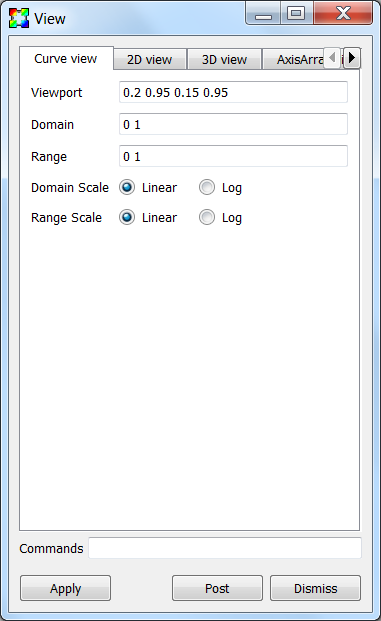 View
Curve view 2D view 3D view AxisArra
Viewport 0.2 0.95 0.15 0.95
Domain 0 1
Range 0 1
Domain Scale Linear Log
Range Scale Linear Log
Commands
Apply Post Dismiss